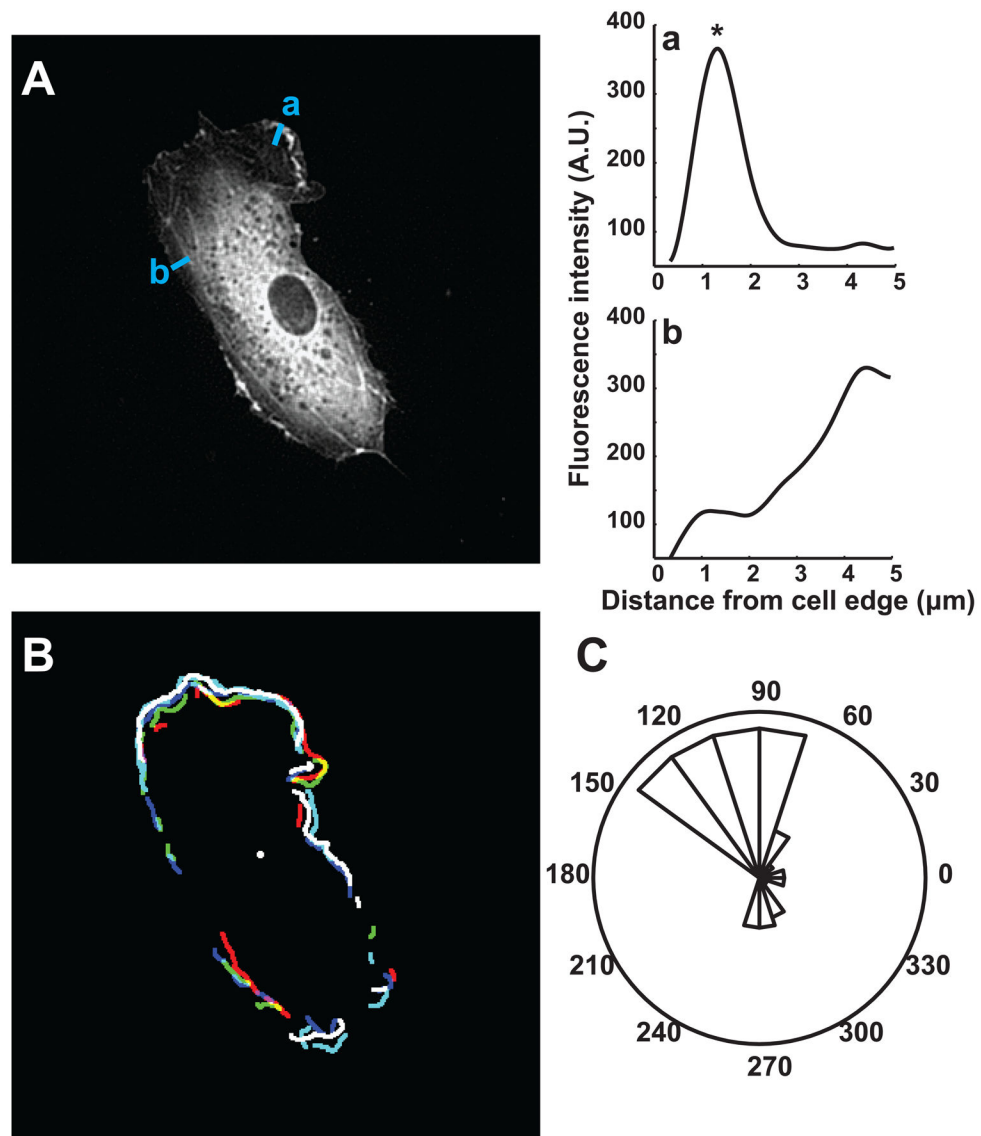 A
a
b
Fluorescence intensity (A.U.)
a
*
400
300
200
100
0 1 2 3 4 5
b
400
300
200
100
0 1 2 3 4 5
Distance from cell edge (µm)
B
C
90
120 60
150 30
180 0
210 330
240 300
270